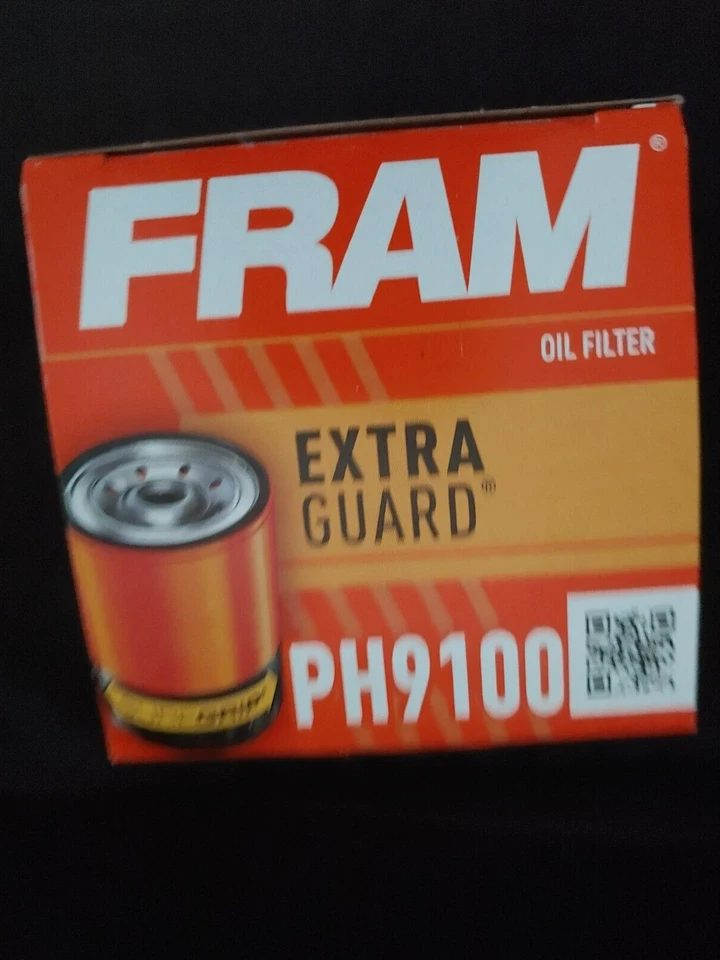 FRAM®
OIL FILTER
EXTRA
GUARD®
PH9100